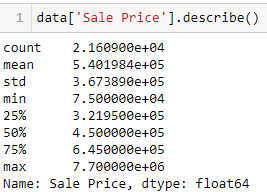 1 data['Sale Price'].describe()
count 2.160900e+04
mean 5.401984e+05
std 3.673890e+05
min 7.500000e+04
25% 3.219500e+05
50% 4.500000e+05
75% 6.450000e+05
max 7.700000e+06
Name: Sale Price, dtype: float64